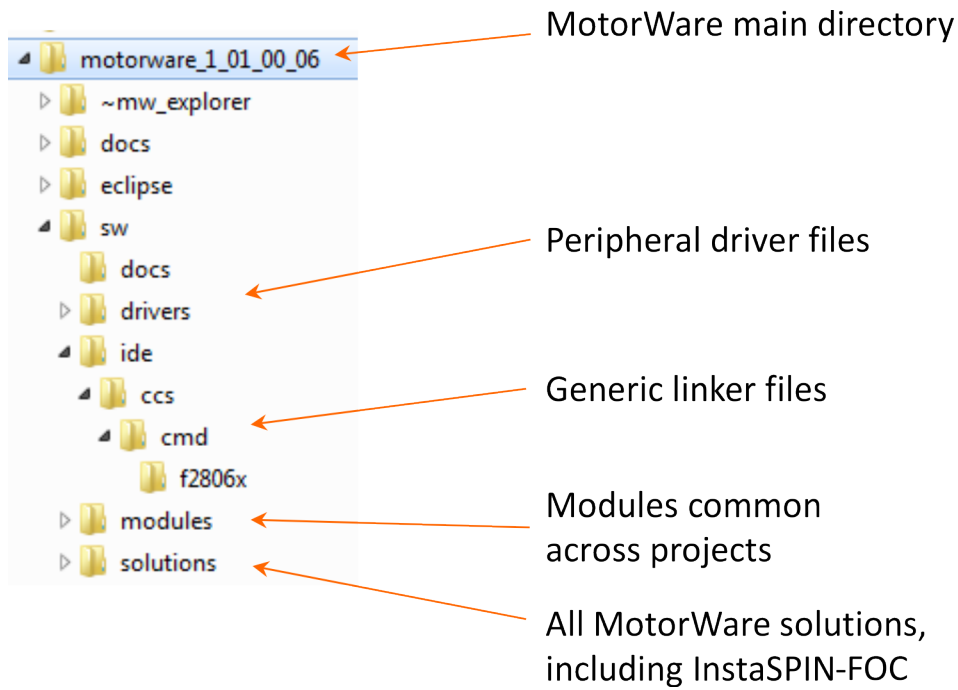 MotorWare main directory
motorware_1_01_00_06
~mw_explorer
docs
eclipse
sw
Peripheral driver files
docs
drivers
ide
Generic linker files
ccs
cmd
f2806x
Modules common
across projects
modules
solutions
All MotorWare solutions,
including InstaSPIN-FOC